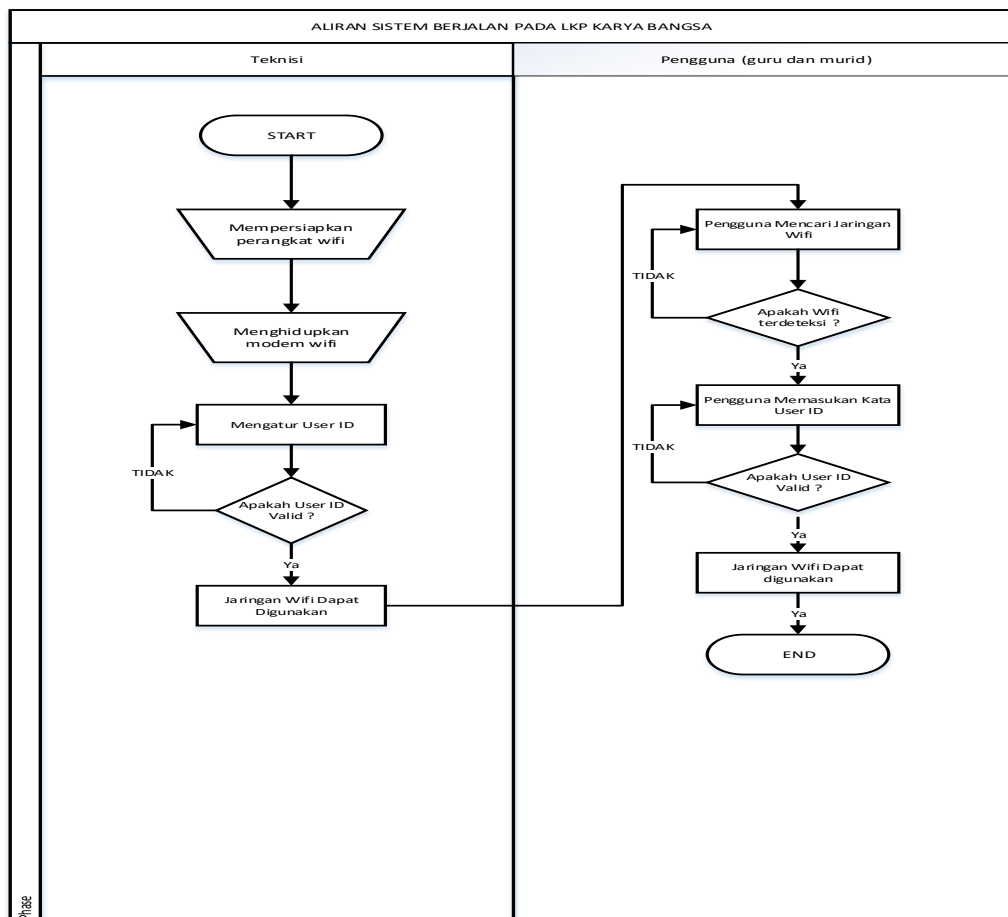 ALIRAN SISTEM BERJALAN PADA LKP KARYA BANGSA
Teknisi
Pengguna (guru dan murid)
START
Mempersiapkan
perangkat wifi
Menghidupkan
modem wifi
Mengatur User ID
TIDAK
Apakah User ID
Valid ?
Ya
Jaringan Wifi Dapat
Digunakan
Pengguna Mencari Jaringan
Wifi
TIDAK
Apakah Wifi
terdeteksi ?
Ya
Pengguna Memasukan Kata
User ID
TIDAK
Apakah User ID
Valid ?
Ya
Jaringan Wifi Dapat
digunakan
Ya
END
Phase